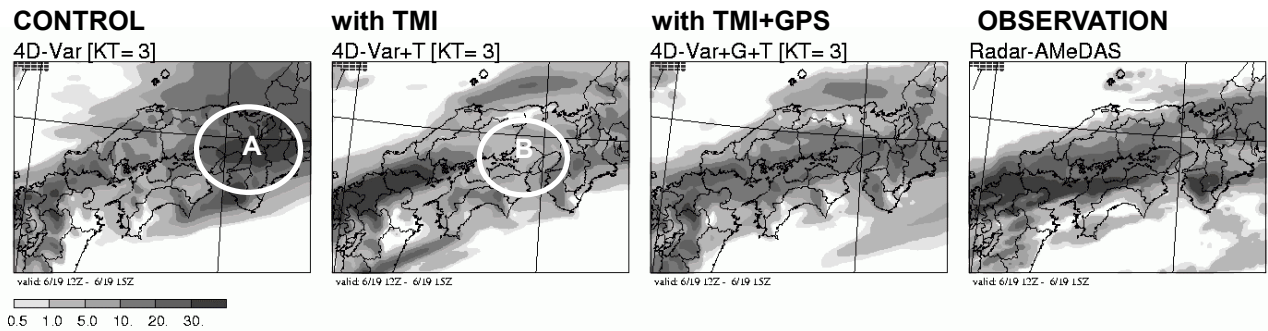 CONTROL
4D-Var [KT= 3]
A
valid: 6/19 12Z - 6/19 15Z
0.5 1.0 5.0 10. 20. 30.
with TMI
4D-Var+T [KT= 3]
B
valid: 6/19 12Z - 6/19 15Z
with TMI+GPS
4D-Var+G+T [KT= 3]
valid: 6/19 12Z - 6/19 15Z
OBSERVATION
Radar-AMeDAS
valid: 6/19 12Z - 6/19 15Z